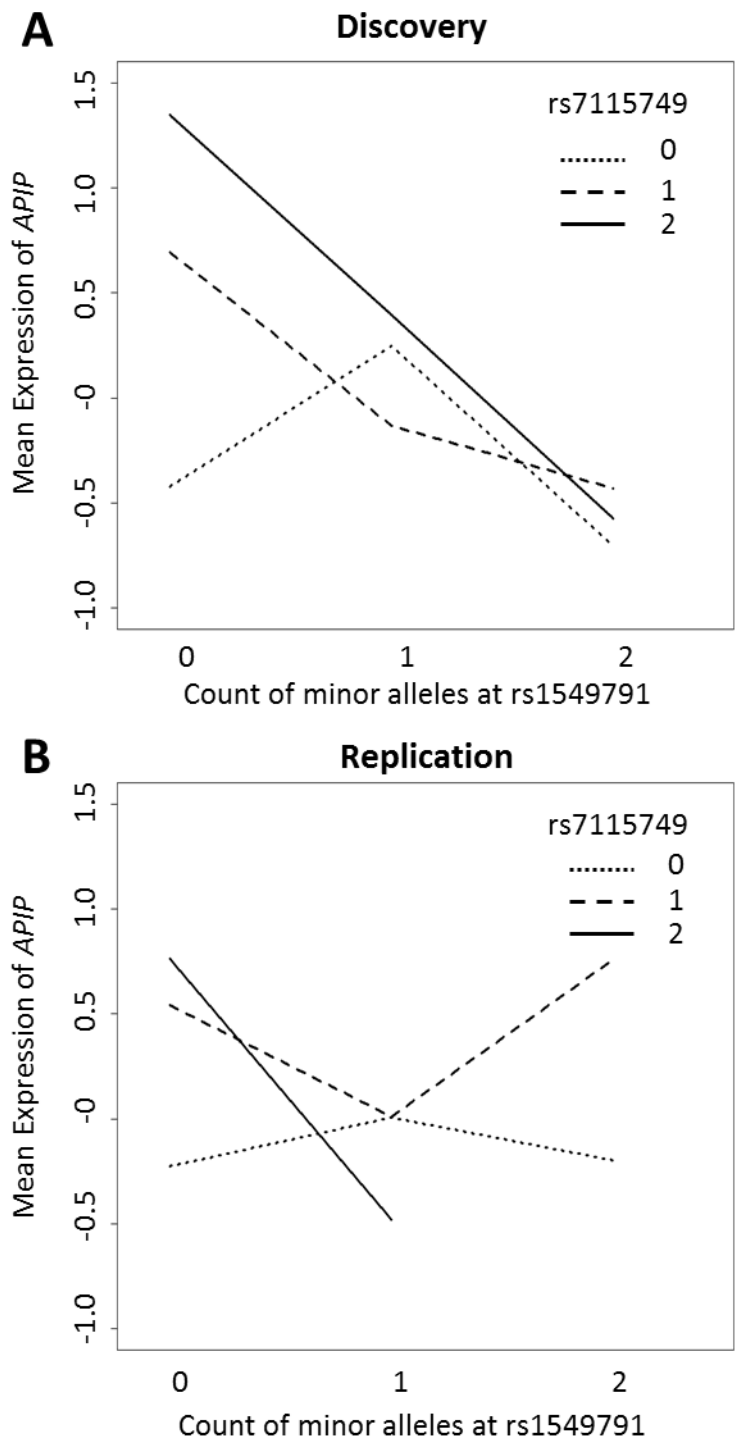 A
Discovery
Mean Expression of APIP
1.5
1.0
0.5
-0
-0.5
-1.0
rs7115749
0
1
2
0 1 2
Count of minor alleles at rs1549791
B
Replication
Mean Expression of APIP
1.5
1.0
0.5
-0
-0.5
-1.0
rs7115749
0
1
2
0 1 2
Count of minor alleles at rs1549791